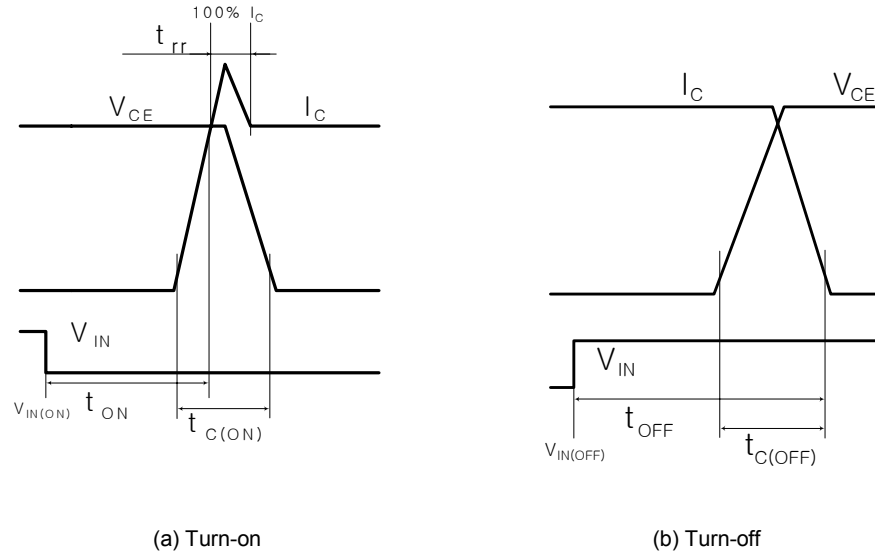 100% I_C
t_rr
V_CE
I_C
V_IN
V_IN(ON)
t_ON
t_C(ON)
(a) Turn-on
I_C
V_CE
V_IN
V_IN(OFF)
t_OFF
t_C(OFF)
(b) Turn-off